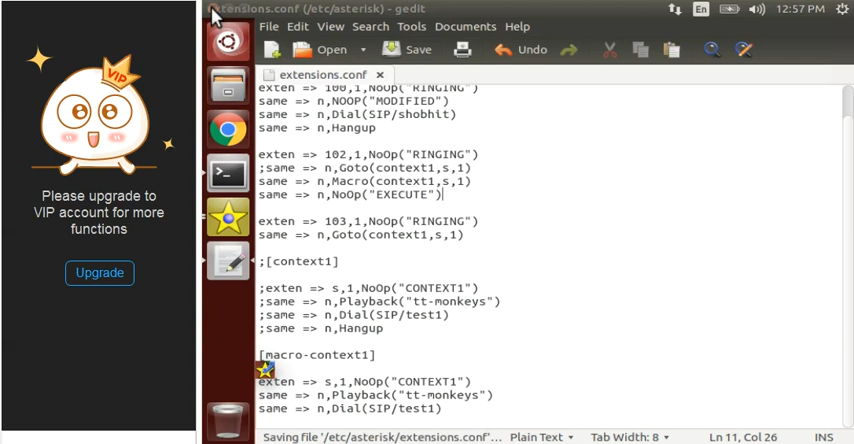 VIP
Please upgrade to
VIP account for more
functions
Upgrade
extensions.conf (/etc/asterisk) - gedit
En
12:57 PM
File Edit View Search Tools Documents Help
Open Save Undo
extensions.conf
exten => 100,1,NoOp("RINGING")
same => n,NOOP("MODIFIED")
same => n,Dial(SIP/shobhit)
same => n,Hangup
exten => 102,1,NoOp("RINGING")
;same => n,Goto(context1,s,1)
same => n,Macro(context1,s,1)
same => n,NoOp("EXECUTE")
exten => 103,1,NoOp("RINGING")
same => n,Goto(context1,s,1)
;[context1]
;exten => s,1,NoOp("CONTEXT1")
;same => n,Playback("tt-monkeys")
;same => n,Dial(SIP/test1)
;same => n,Hangup
[macro-context1]
exten => s,1,NoOp("CONTEXT1")
same => n,Playback("tt-monkeys")
same => n,Dial(SIP/test1)
Saving file '/etc/asterisk/extensions.conf'... Plain Text Tab Width: 8 Ln 11, Col 26 INS